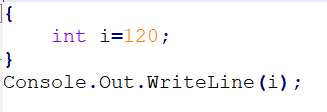 {
    int i=120;
}
Console.Out.WriteLine(i);